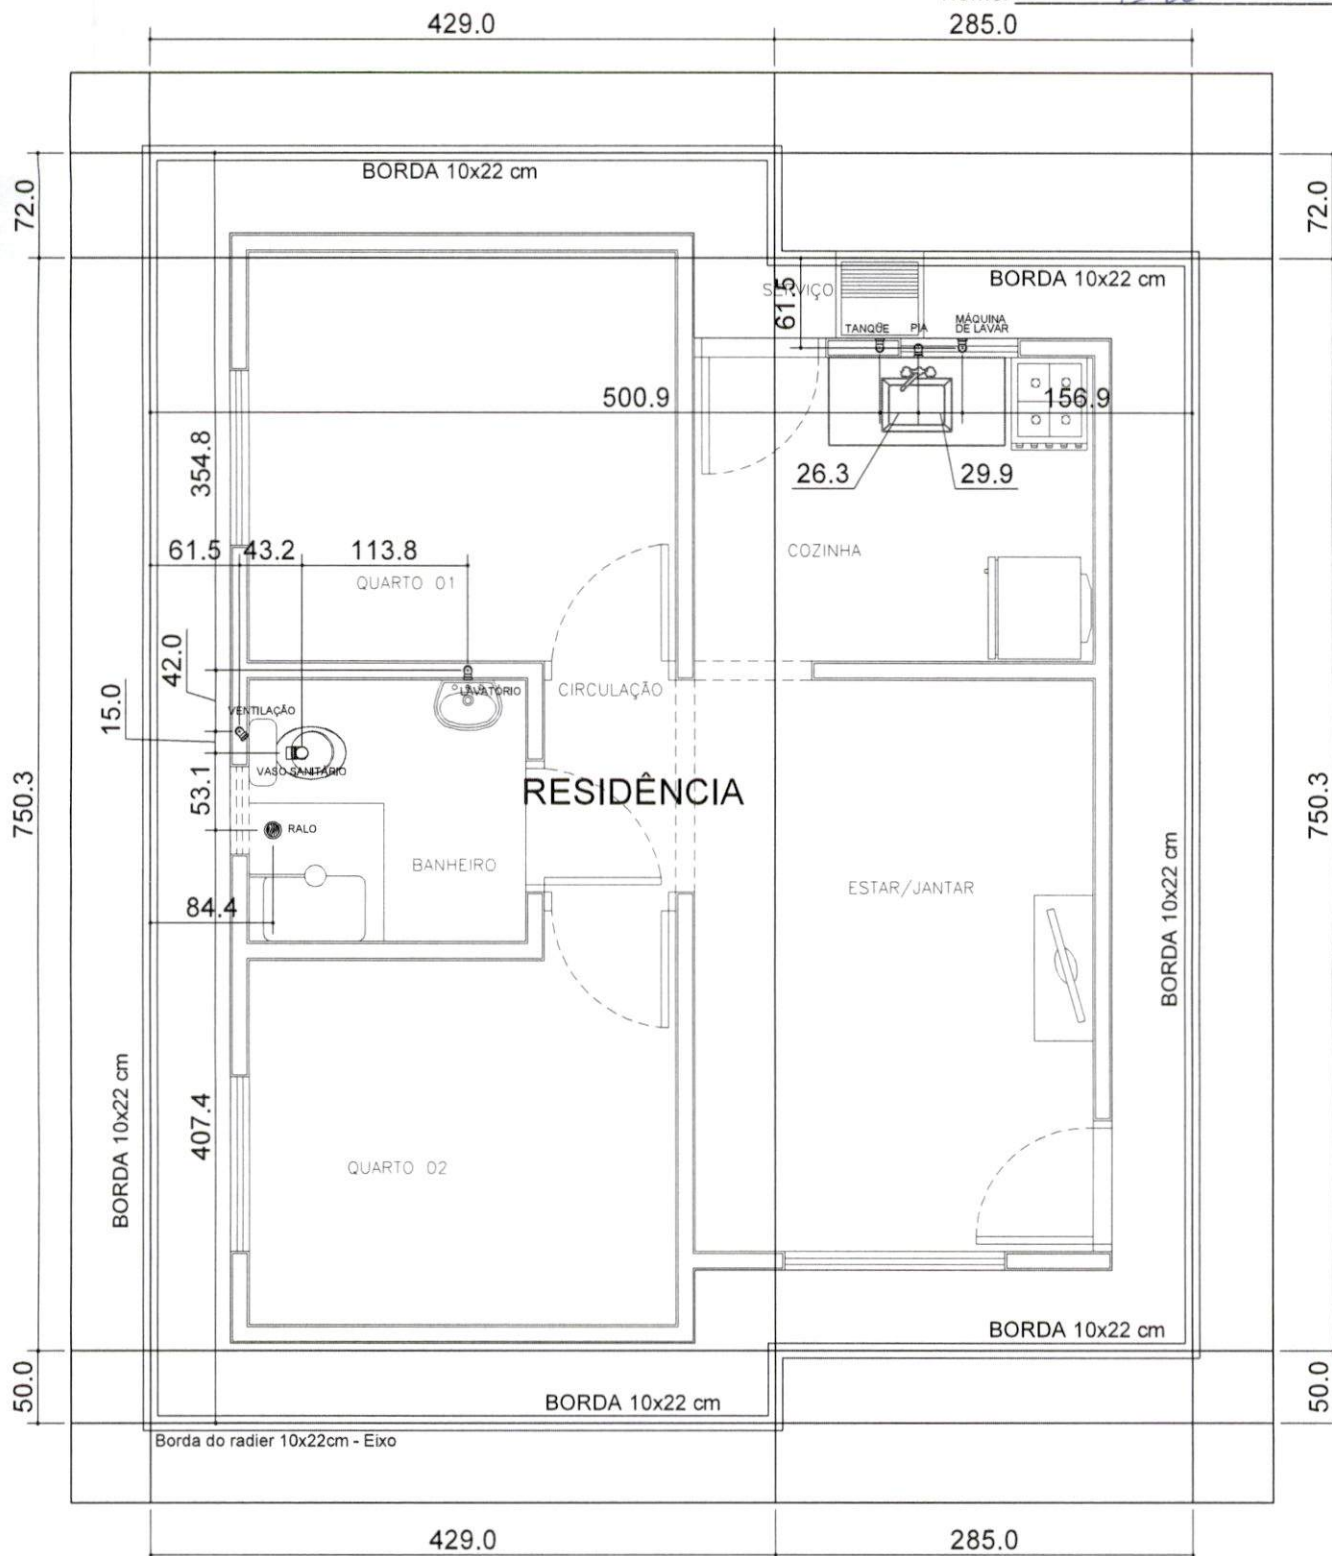 429.0
285.0
72.0
BORDA 10x22 cm
72.0
SERVIÇO
61.5
BORDA 10x22 cm
TANQUE
PIA
MÁQUINA
DE LAVAR
500.9
156.9
354.8
26.3
29.9
61.5
43.2
113.8
COZINHA
QUARTO 01
42.0
15.0
LAVATÓRIO
CIRCULAÇÃO
VENTILAÇÃO
VASO SANITÁRIO
53.1
RESIDÊNCIA
750.3
750.3
RALO
BANHEIRO
ESTAR/JANTAR
84.4
BORDA 10x22 cm
BORDA 10x22 cm
407.4
QUARTO 02
BORDA 10x22 cm
50.0
BORDA 10x22 cm
50.0
Borda do radier 10x22cm - Eixo
429.0
285.0